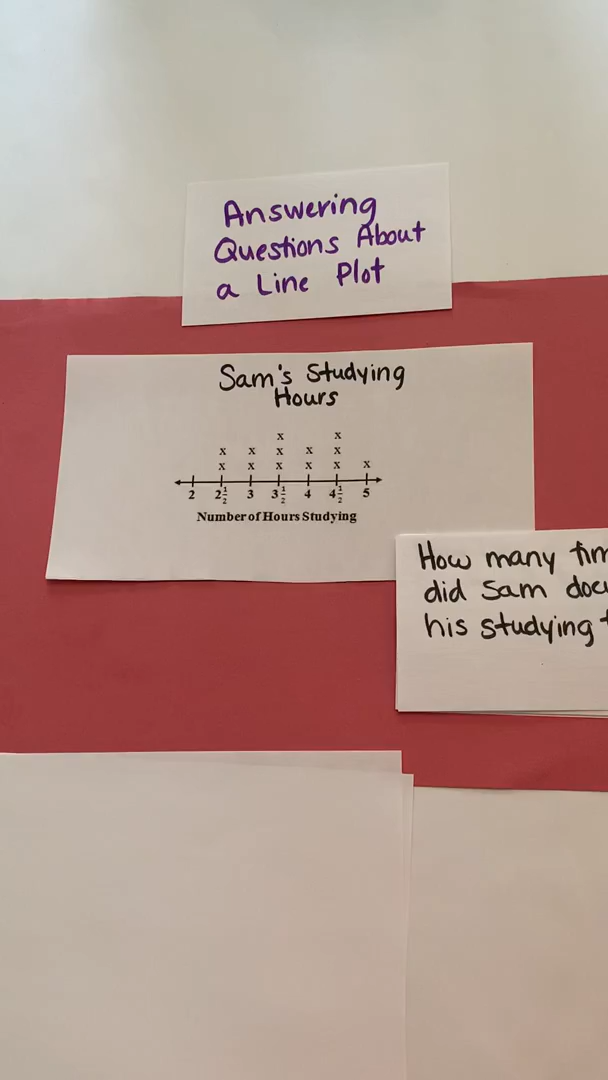 Answering
Questions About
a Line Plot
Sam's Studying
Hours
x x
x x x x x
x x x x x x
2 2½ 3 3½ 4 4½ 5
Number of Hours Studying
How many
did Sam
his studying